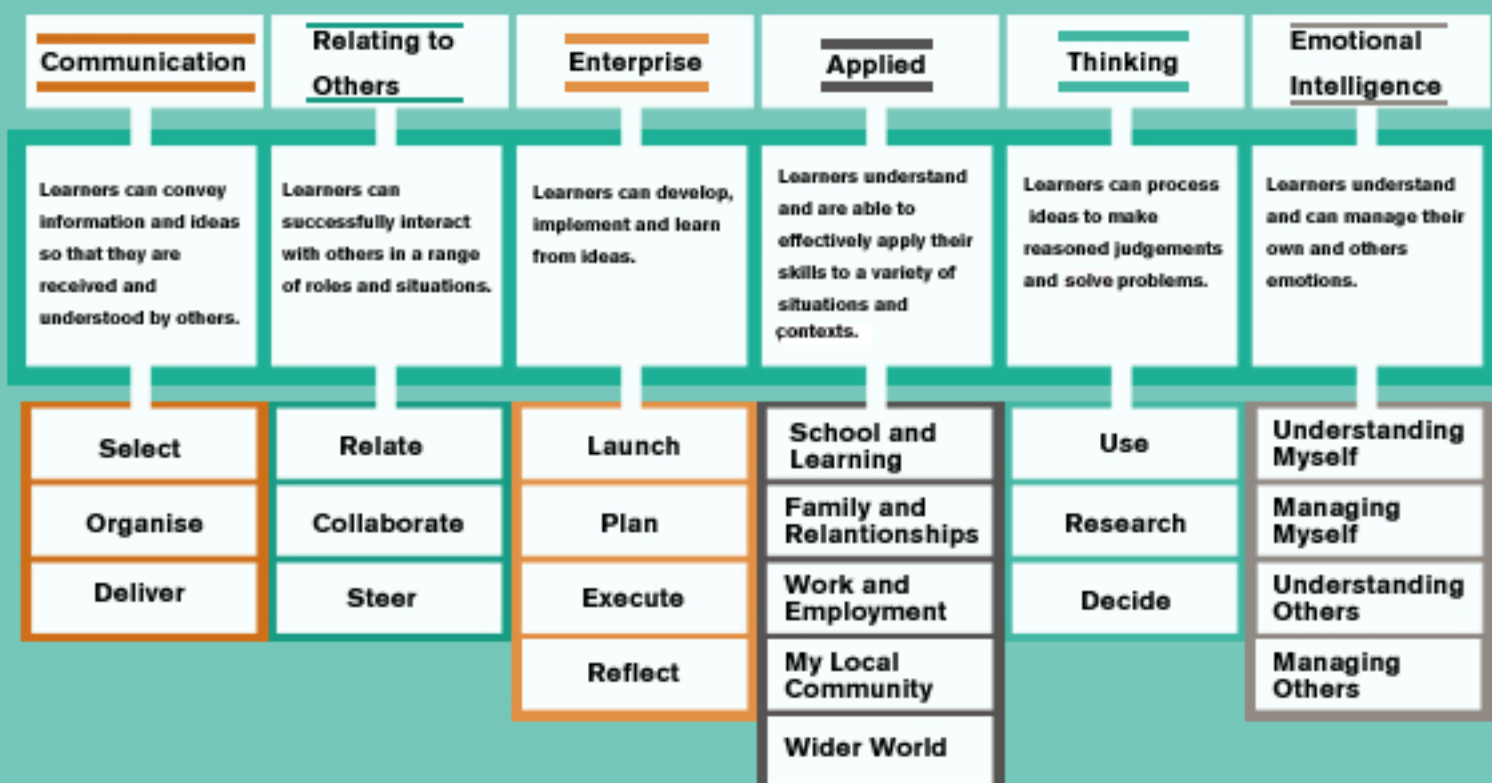 Communication
Relating to
Others
Enterprise
Applied
Thinking
Emotional
Intelligence
Learners can convey
information and ideas
so that they are
received and
understood by others.
Learners can
successfully interact
with others in a range
of roles and situations.
Learners can develop,
implement and learn
from ideas.
Learners understand
and are able to
effectively apply their
skills to a variety of
situations and
contexts.
Learners can process
ideas to make
reasoned judgements
and solve problems.
Learners understand
and can manage their
own and others
emotions.
Select
Organise
Deliver
Relate
Collaborate
Steer
Launch
Plan
Execute
Reflect
School and
Learning
Family and
Relantionships
Work and
Employment
My Local
Community
Wider World
Use
Research
Decide
Understanding
Myself
Managing
Myself
Understanding
Others
Managing
Others